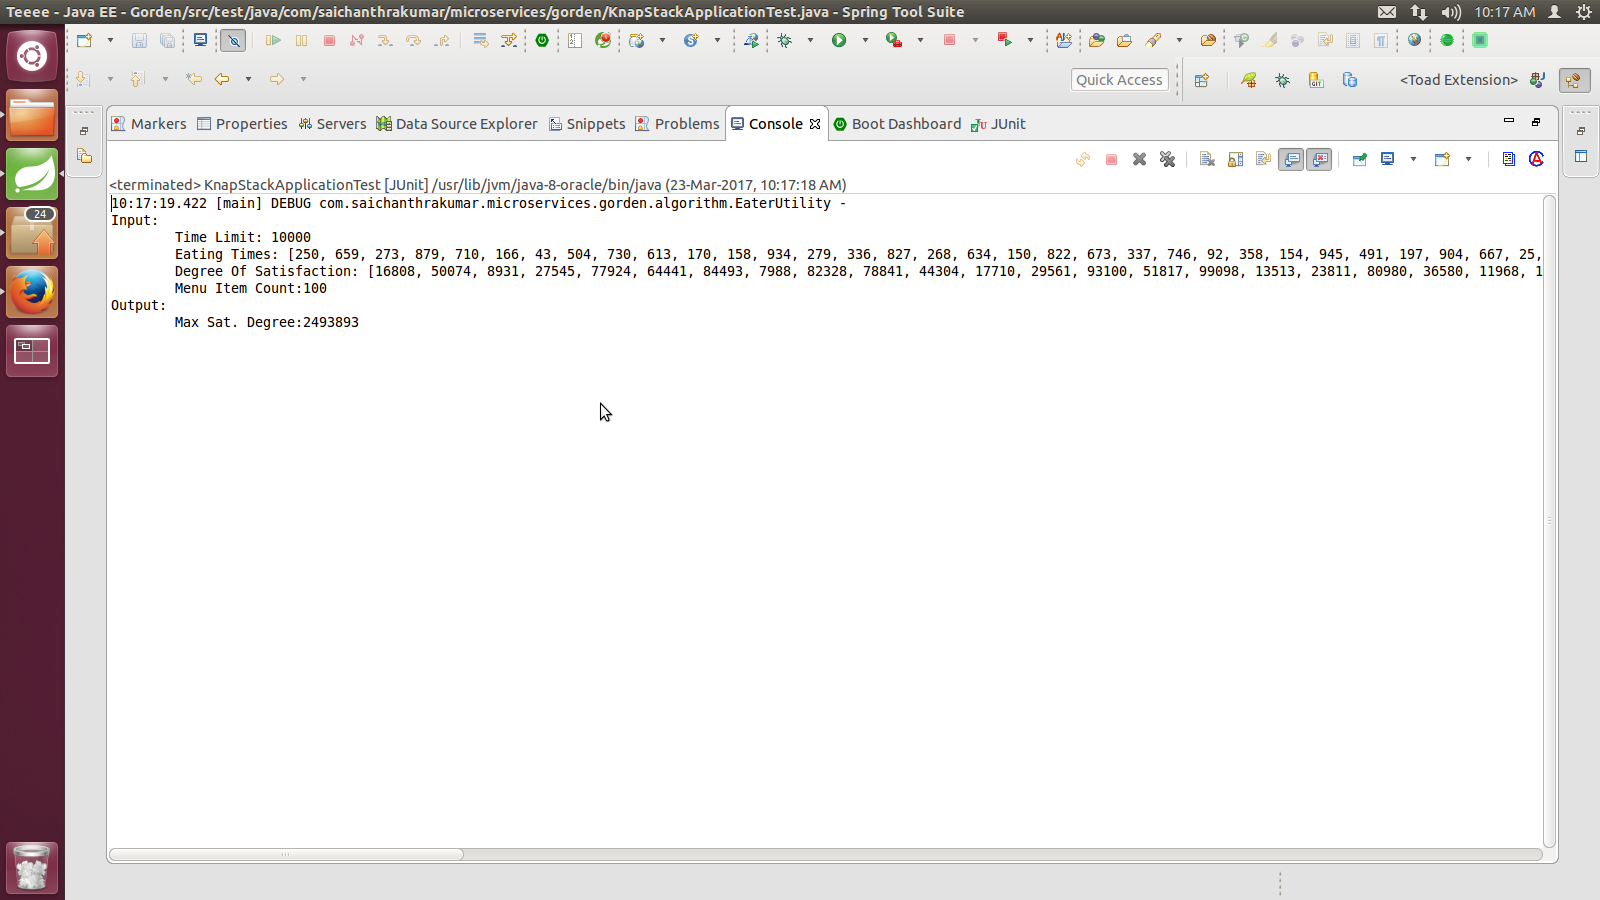 Teeee - Java EE - Gorden/src/test/java/com/saichanthrakumar/microservices/gorden/KnapStackApplicationTest.java - Spring Tool Suite
10:17 AM
Quick Access
<Toad Extension>
24
Markers Properties Servers Data Source Explorer Snippets Problems Console Boot Dashboard JUnit
<terminated> KnapStackApplicationTest [JUnit] /usr/lib/jvm/java-8-oracle/bin/java (23-Mar-2017, 10:17:18 AM)
10:17:19.422 [main] DEBUG com.saichanthrakumar.microservices.gorden.algorithm.EaterUtility -
Input:
Time Limit: 10000
Eating Times: [250, 659, 273, 879, 710, 166, 43, 504, 730, 613, 170, 158, 934, 279, 336, 827, 268, 634, 150, 822, 673, 337, 746, 92, 358, 154, 945, 491, 197, 904, 667, 25,
Degree Of Satisfaction: [16808, 50074, 8931, 27545, 77924, 64441, 84493, 7988, 82328, 78841, 44304, 17710, 29561, 93100, 51817, 99098, 13513, 23811, 80980, 36580, 11968, 1
Menu Item Count:100
Output:
Max Sat. Degree:2493893